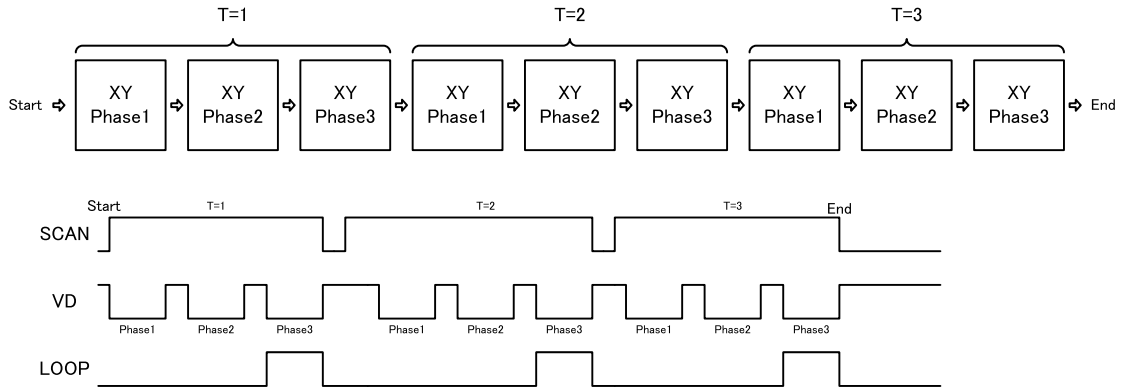 T=1 T=2 T=3
Start XY Phase1 XY Phase2 XY Phase3 XY Phase1 XY Phase2 XY Phase3 XY Phase1 XY Phase2 XY Phase3 End
Start T=1 T=2 T=3 End
SCAN
VD
Phase1 Phase2 Phase3 Phase1 Phase2 Phase3 Phase1 Phase2 Phase3
LOOP